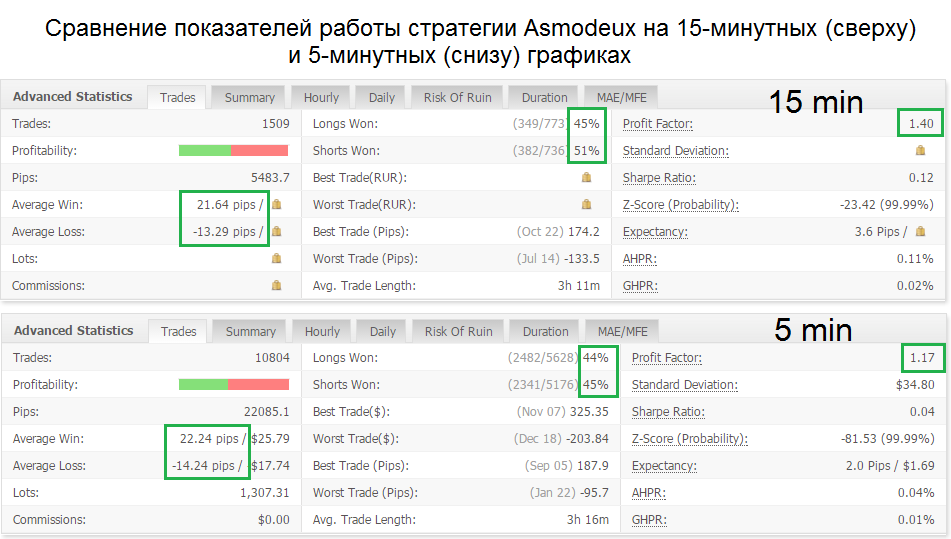 Сравнение показателей работы стратегии Asmodeux на 15-минутных (сверху)
и 5-минутных (снизу) графиках
Advanced Statistics Trades Summary Hourly Daily Risk Of Ruin Duration MAE/MFE 15 min
Trades: 1509 Longs Won: (349/773) 45% Profit Factor: 1.40
Profitability: Shorts Won: (382/736) 51% Standard Deviation:
Pips: 5483.7 Best Trade(RUR): Sharpe Ratio: 0.12
Average Win: 21.64 pips / Worst Trade(RUR): Z-Score (Probability): -23.42 (99.99%)
Average Loss: -13.29 pips / Best Trade (Pips): (Oct 22) 174.2 Expectancy: 3.6 Pips /
Lots: Worst Trade (Pips): (Jul 14) -133.5 AHPR: 0.11%
Commissions: Avg. Trade Length: 3h 11m GHPR: 0.02%
Advanced Statistics Trades Summary Hourly Daily Risk Of Ruin Duration MAE/MFE 5 min
Trades: 10804 Longs Won: (2482/5628) 44% Profit Factor: 1.17
Profitability: Shorts Won: (2341/5176) 45% Standard Deviation: $34.80
Pips: 22085.1 Best Trade($): (Nov 07) 325.35 Sharpe Ratio: 0.04
Average Win: 22.24 pips / $25.79 Worst Trade($): (Dec 18) -203.84 Z-Score (Probability): -81.53 (99.99%)
Average Loss: -14.24 pips / $17.74 Best Trade (Pips): (Sep 05) 187.9 Expectancy: 2.0 Pips / $1.69
Lots: 1,307.31 Worst Trade (Pips): (Jan 22) -95.7 AHPR: 0.04%
Commissions: $0.00 Avg. Trade Length: 3h 16m GHPR: 0.01%